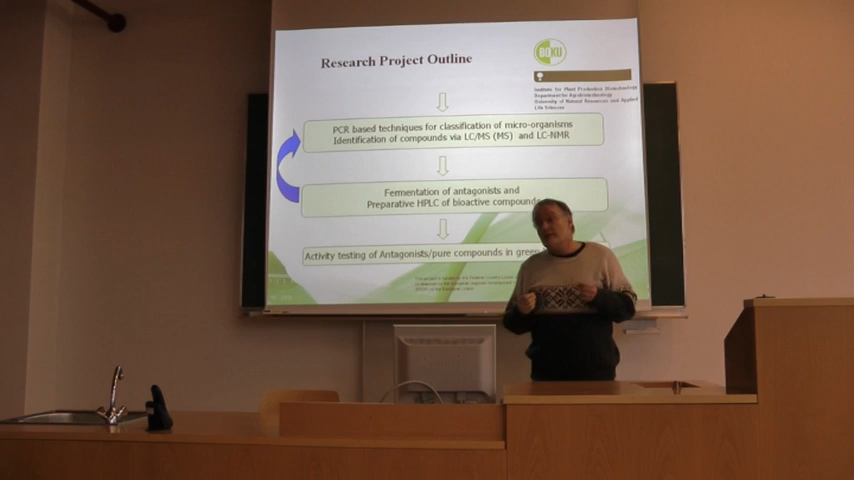 Research Project Outline
BOKU
Institute for Plant Production Biotechnology
Department for Agrobiotechnology
University of Natural Resources and Applied
Life Sciences
PCR based techniques for classification of micro-organisms
Identification of compounds via LC/MS (MS) and LC-NMR
Fermentation of antagonists and
Preparative HPLC of bioactive compounds
Activity testing of Antagonists/pure compounds in green